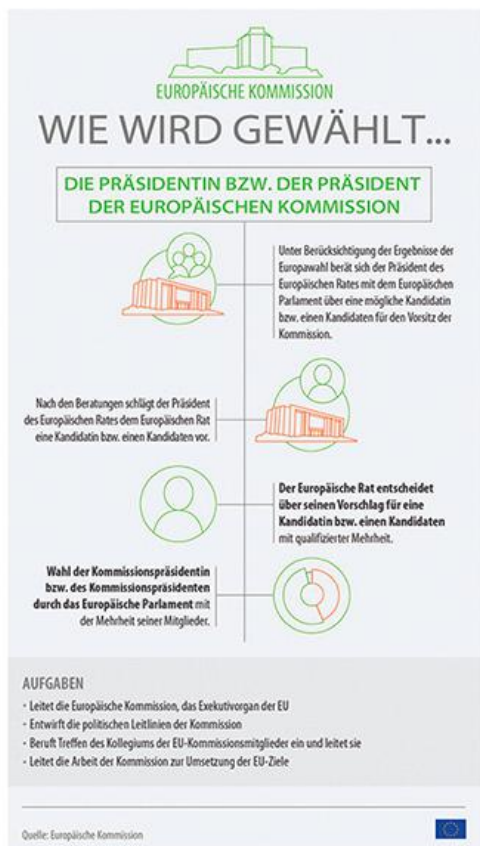 EUROPÄISCHE KOMMISSION
WIE WIRD GEWÄHLT...
DIE PRÄSIDENTIN BZW. DER PRÄSIDENT
DER EUROPÄISCHEN KOMMISSION
Unter Berücksichtigung der Ergebnisse der
Europawahl berät sich der Präsident des
Europäischen Rates mit dem Europäischen
Parlament über eine mögliche Kandidatin
bzw. einen Kandidaten für den Vorsitz der
Kommission.
Nach den Beratungen schlägt der Präsident
des Europäischen Rates dem Europäischen Rat
eine Kandidatin bzw. einen Kandidaten vor.
Der Europäische Rat entscheidet
über seinen Vorschlag für eine
Kandidatin bzw. einen Kandidaten
mit qualifizierter Mehrheit.
Wahl der Kommissionspräsidentin
bzw. des Kommissionspräsidenten
durch das Europäische Parlament mit
der Mehrheit seiner Mitglieder.
AUFGABEN
- Leitet die Europäische Kommission, das Exekutivorgan der EU
- Entwirft die politischen Leitlinien der Kommission
- Beruft Treffen des Kollegiums der EU-Kommissionsmitglieder ein und leitet sie
- Leitet die Arbeit der Kommission zur Umsetzung der EU-Ziele
Quelle: Europäische Kommission